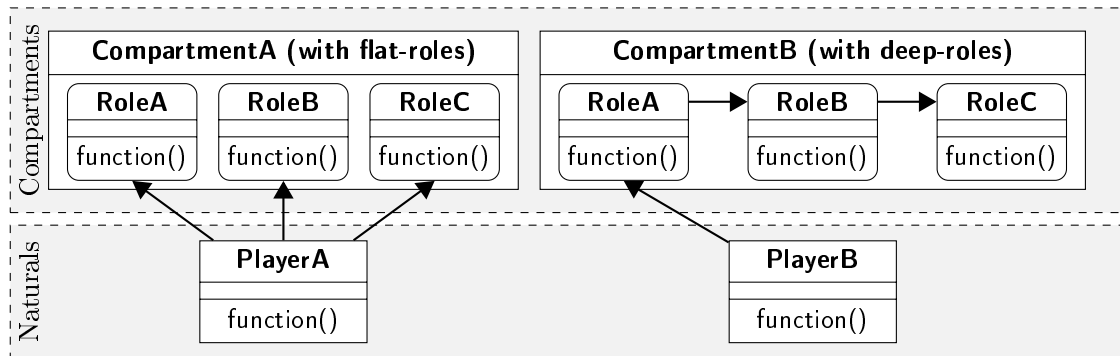 Compartments
CompartmentA (with flat-roles)
RoleA
function()
RoleB
function()
RoleC
function()
CompartmentB (with deep-roles)
RoleA
function()
RoleB
function()
RoleC
function()
Naturals
PlayerA
function()
PlayerB
function()